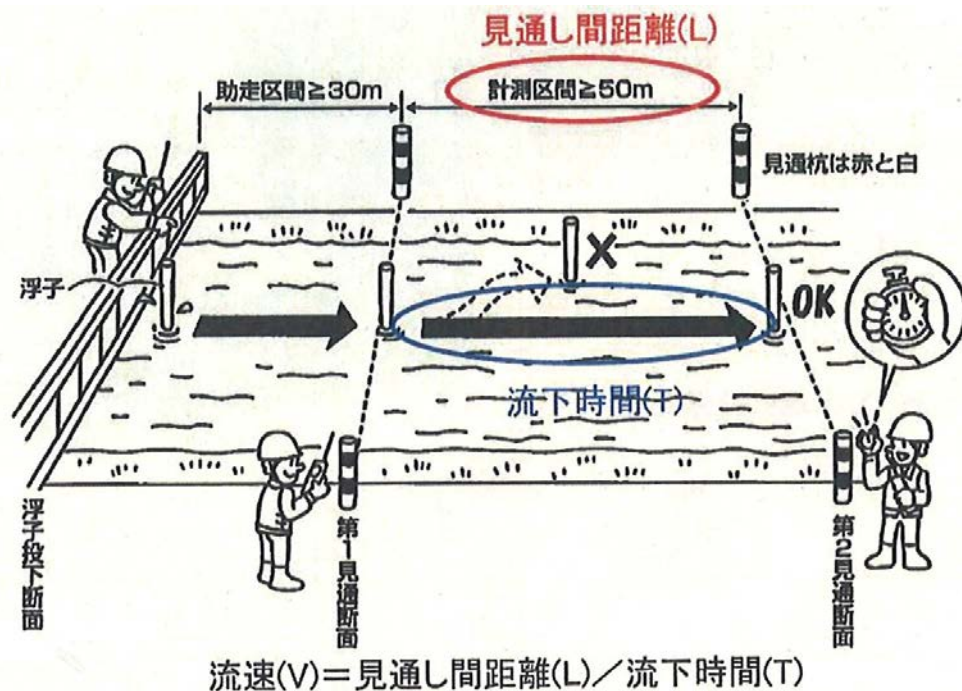 見通し間距離(L)
助走区間≧30m
計測区間≧50m
見通杭は赤と白
浮子
×
OK
流下時間(T)
浮子投下断面
第1見通断面
第2見通断面
流速(V)=見通し間距離(L)/流下時間(T)